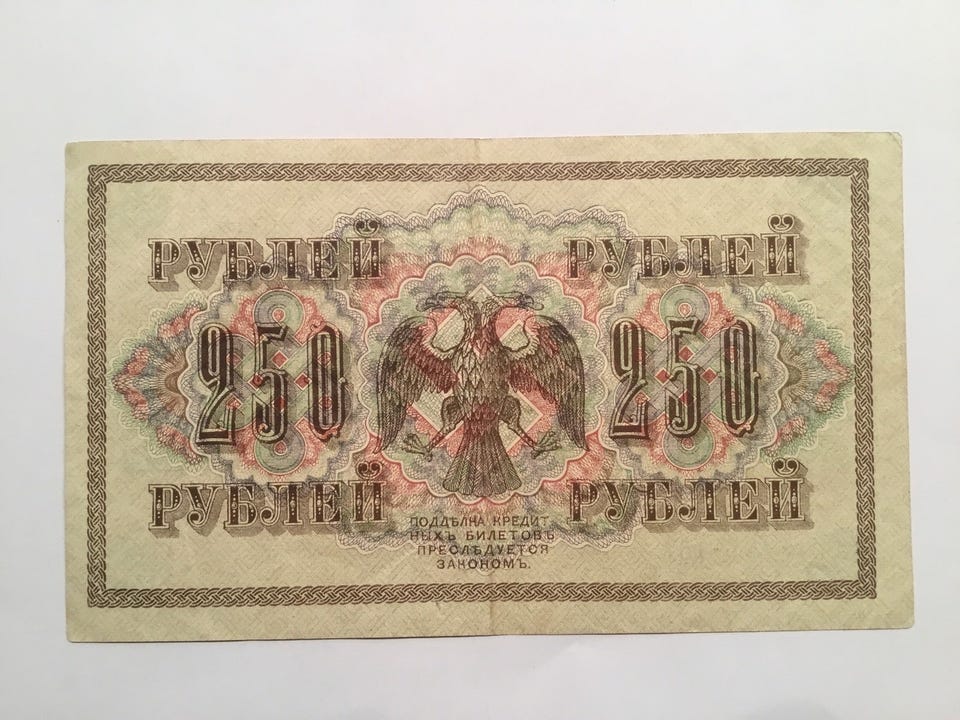 РУБЛЕЙ РУБЛЕЙ
250 250
РУБЛЕЙ РУБЛЕЙ
ПОДДѢЛКА КРЕДИТ
НЫХЪ БИЛЕТОВЪ
ПРЕСЛѢДУЕТСЯ
ЗАКОНОМЪ.